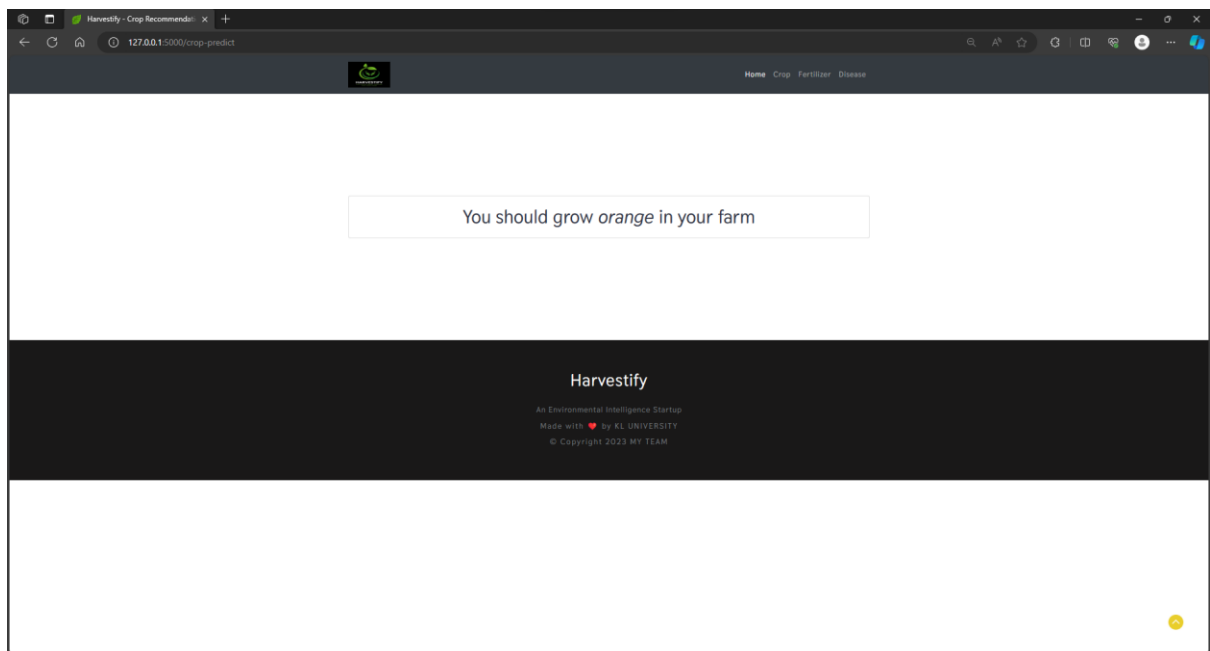 Harvestify - Crop Recommendati
127.0.0.1:5000/crop-predict
HARVESTIFY
Home Crop Fertilizer Disease
You should grow orange in your farm
Harvestify
An Environmental Intelligence Startup
Made with ❤ by KL UNIVERSITY
© Copyright 2023 MY TEAM